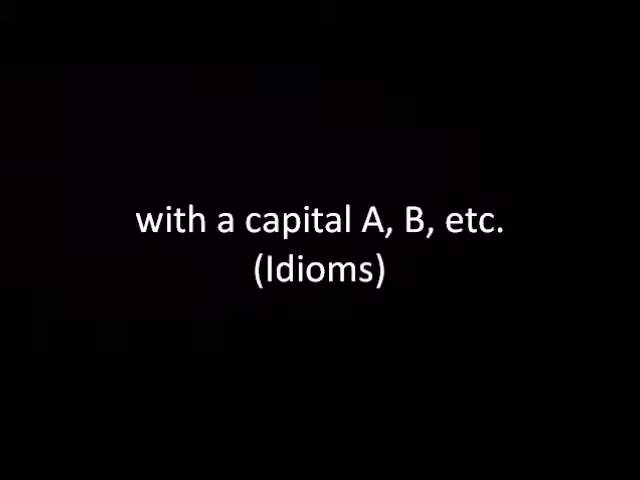 with a capital A, B, etc.
(Idioms)